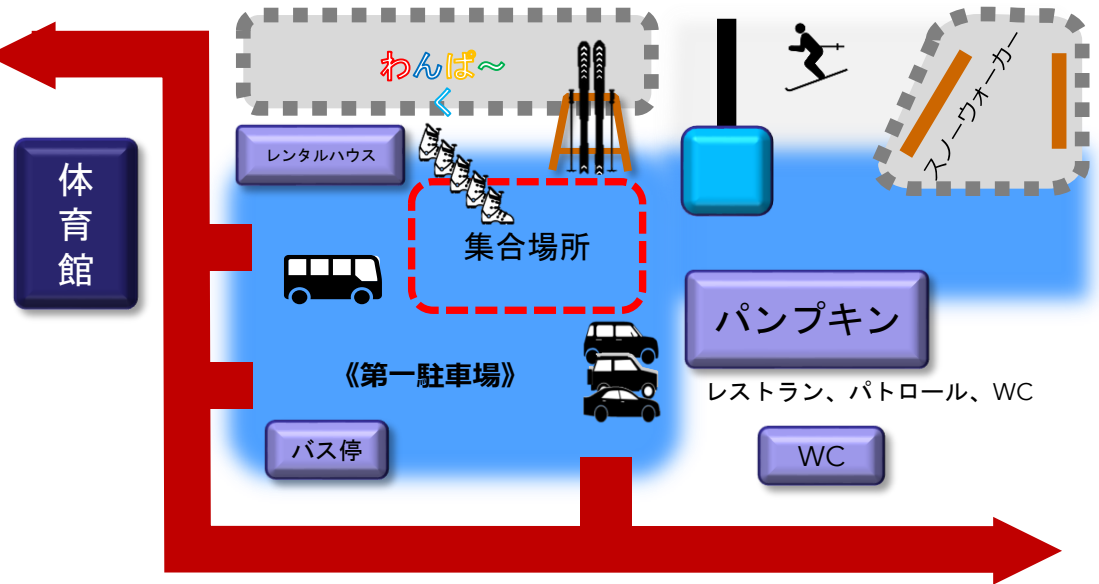 わんぱ～
く
スノーウォーカー
レンタルハウス
体育館
集合場所
パンプキン
《第一駐車場》
レストラン、パトロール、WC
バス停
WC